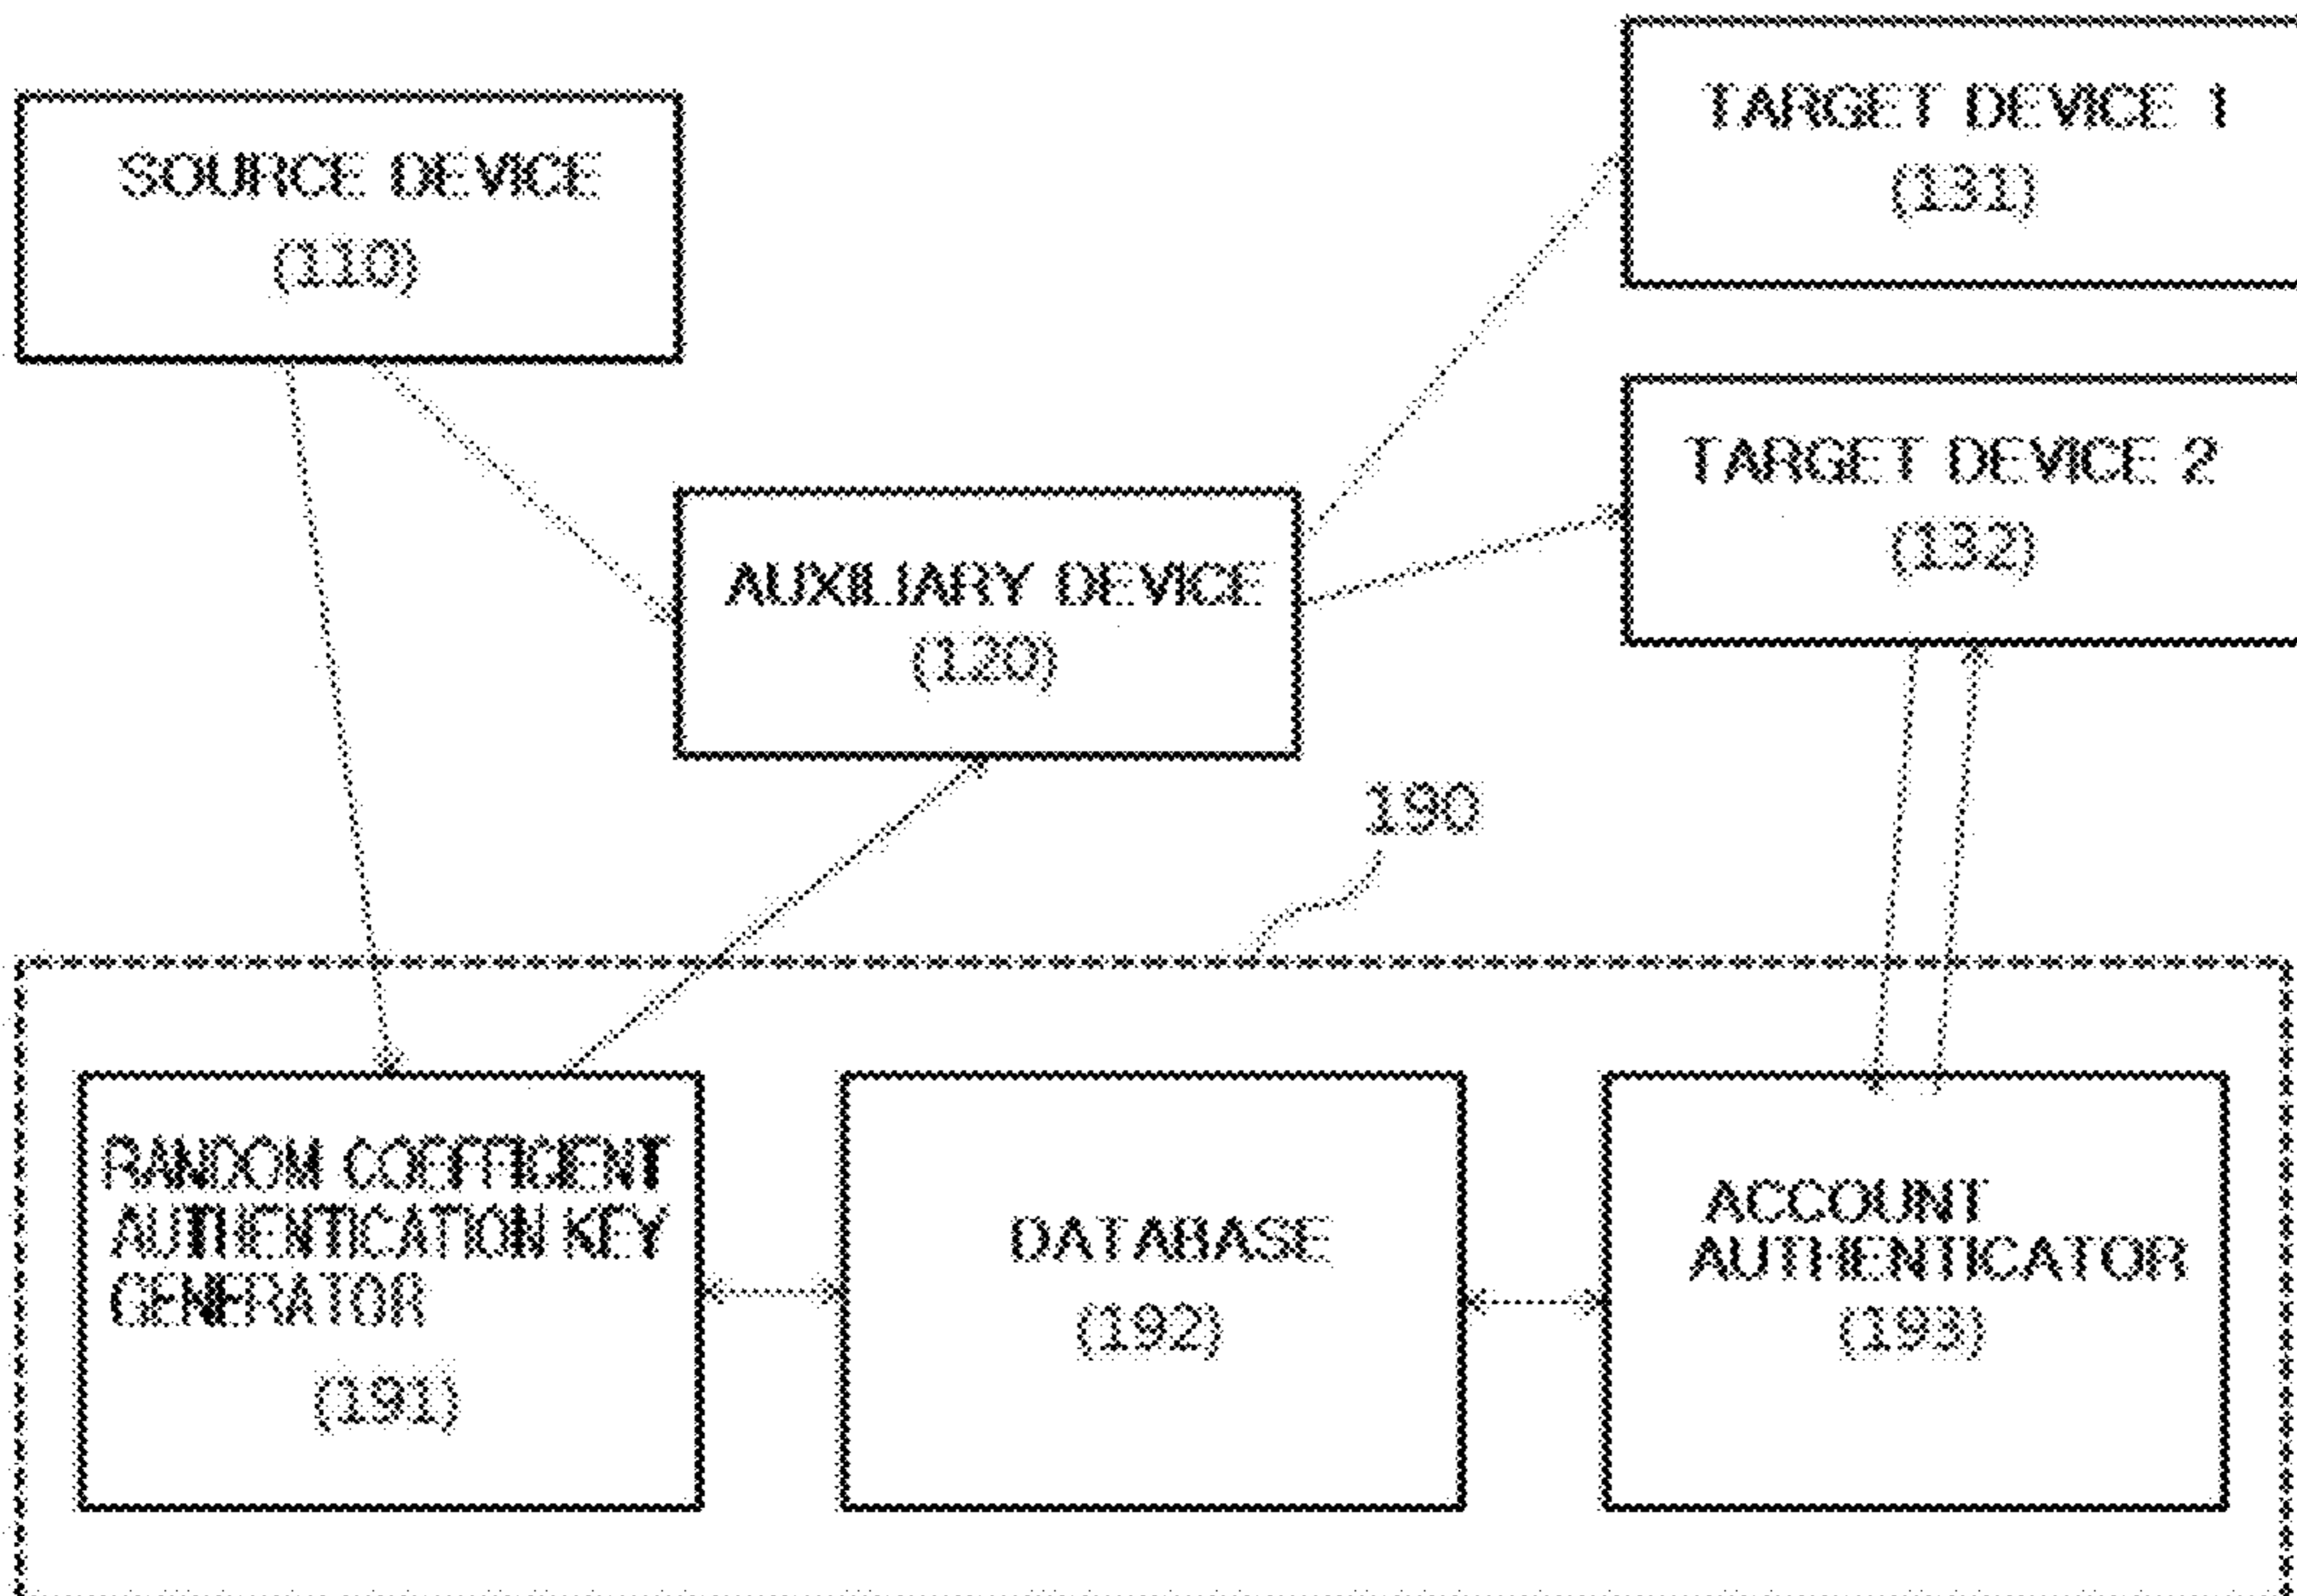 SOURCE DEVICE
(110)
TARGET DEVICE 1
(131)
TARGET DEVICE 2
(132)
AUXILIARY DEVICE
(120)
190
RANDOM COEFFICIENT
AUTHENTICATION KEY
GENERATOR
(191)
DATABASE
(192)
ACCOUNT
AUTHENTICATOR
(193)